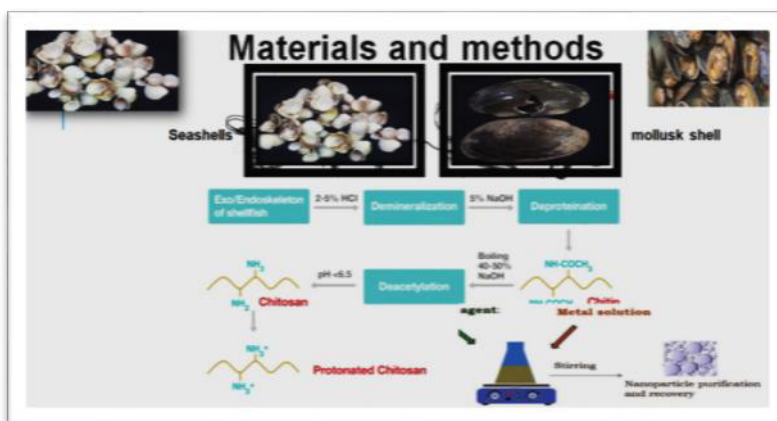 Materials and methods
Seashells
mollusk shell
Exo/Endoskeleton
of shellfish
2-5% HCl
Demineralization
5% NaOH
Deproteination
NH-COCH3
Chitin
Boiling
40-50%
NaOH
Deacetylation
pH <6.5
NH2
NH2
Chitosan
agent:
Metal solution
NH3+
NH3+
Protonated Chitosan
Stirring
Nanoparticle purification
and recovery